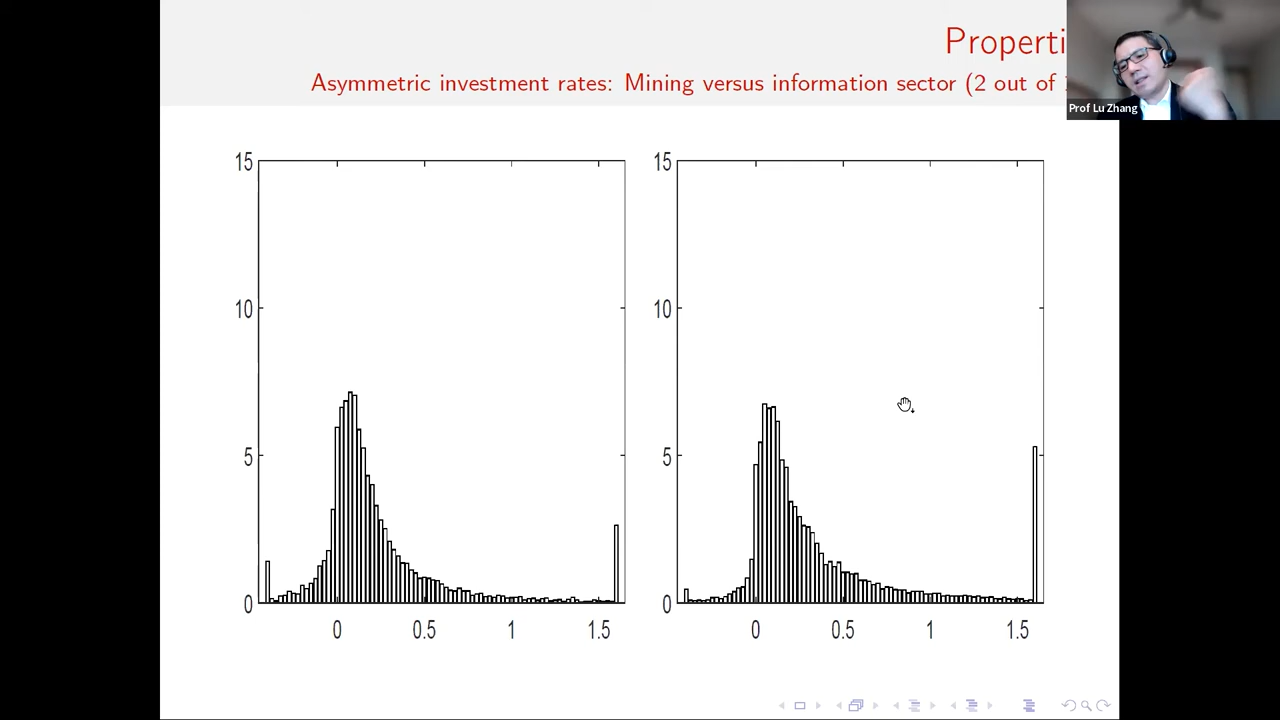 Properti
Asymmetric investment rates: Mining versus information sector (2 out of
Prof Lu Zhang
15
10
5
0
0 0.5 1 1.5
15
10
5
0
0 0.5 1 1.5